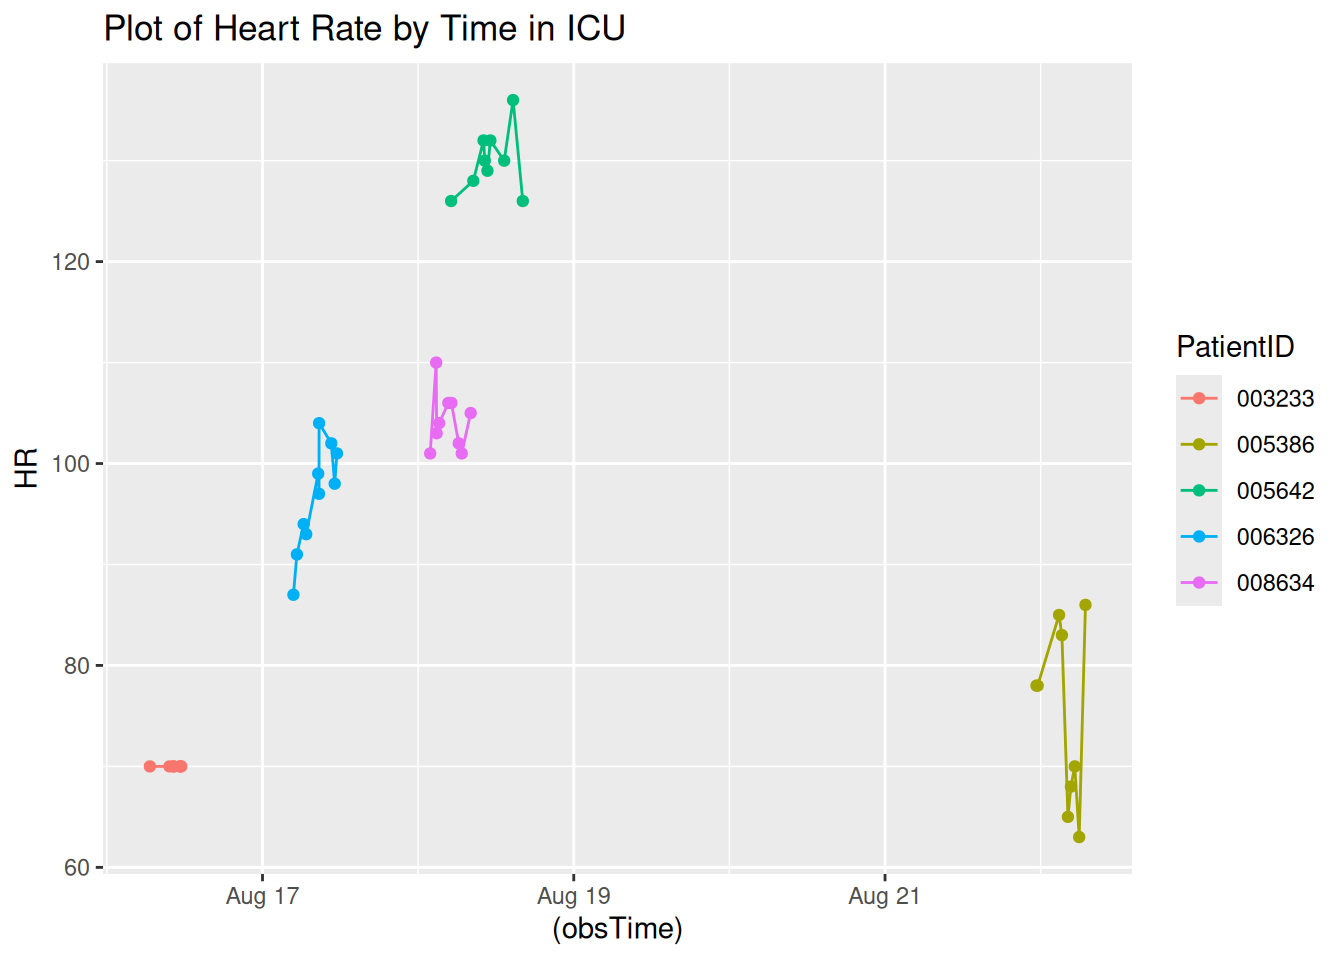 Plot of Heart Rate by Time in ICU
HR
120
100
80
60
Aug 17
Aug 19
Aug 21
(obsTime)
PatientID
003233
005386
005642
006326
008634